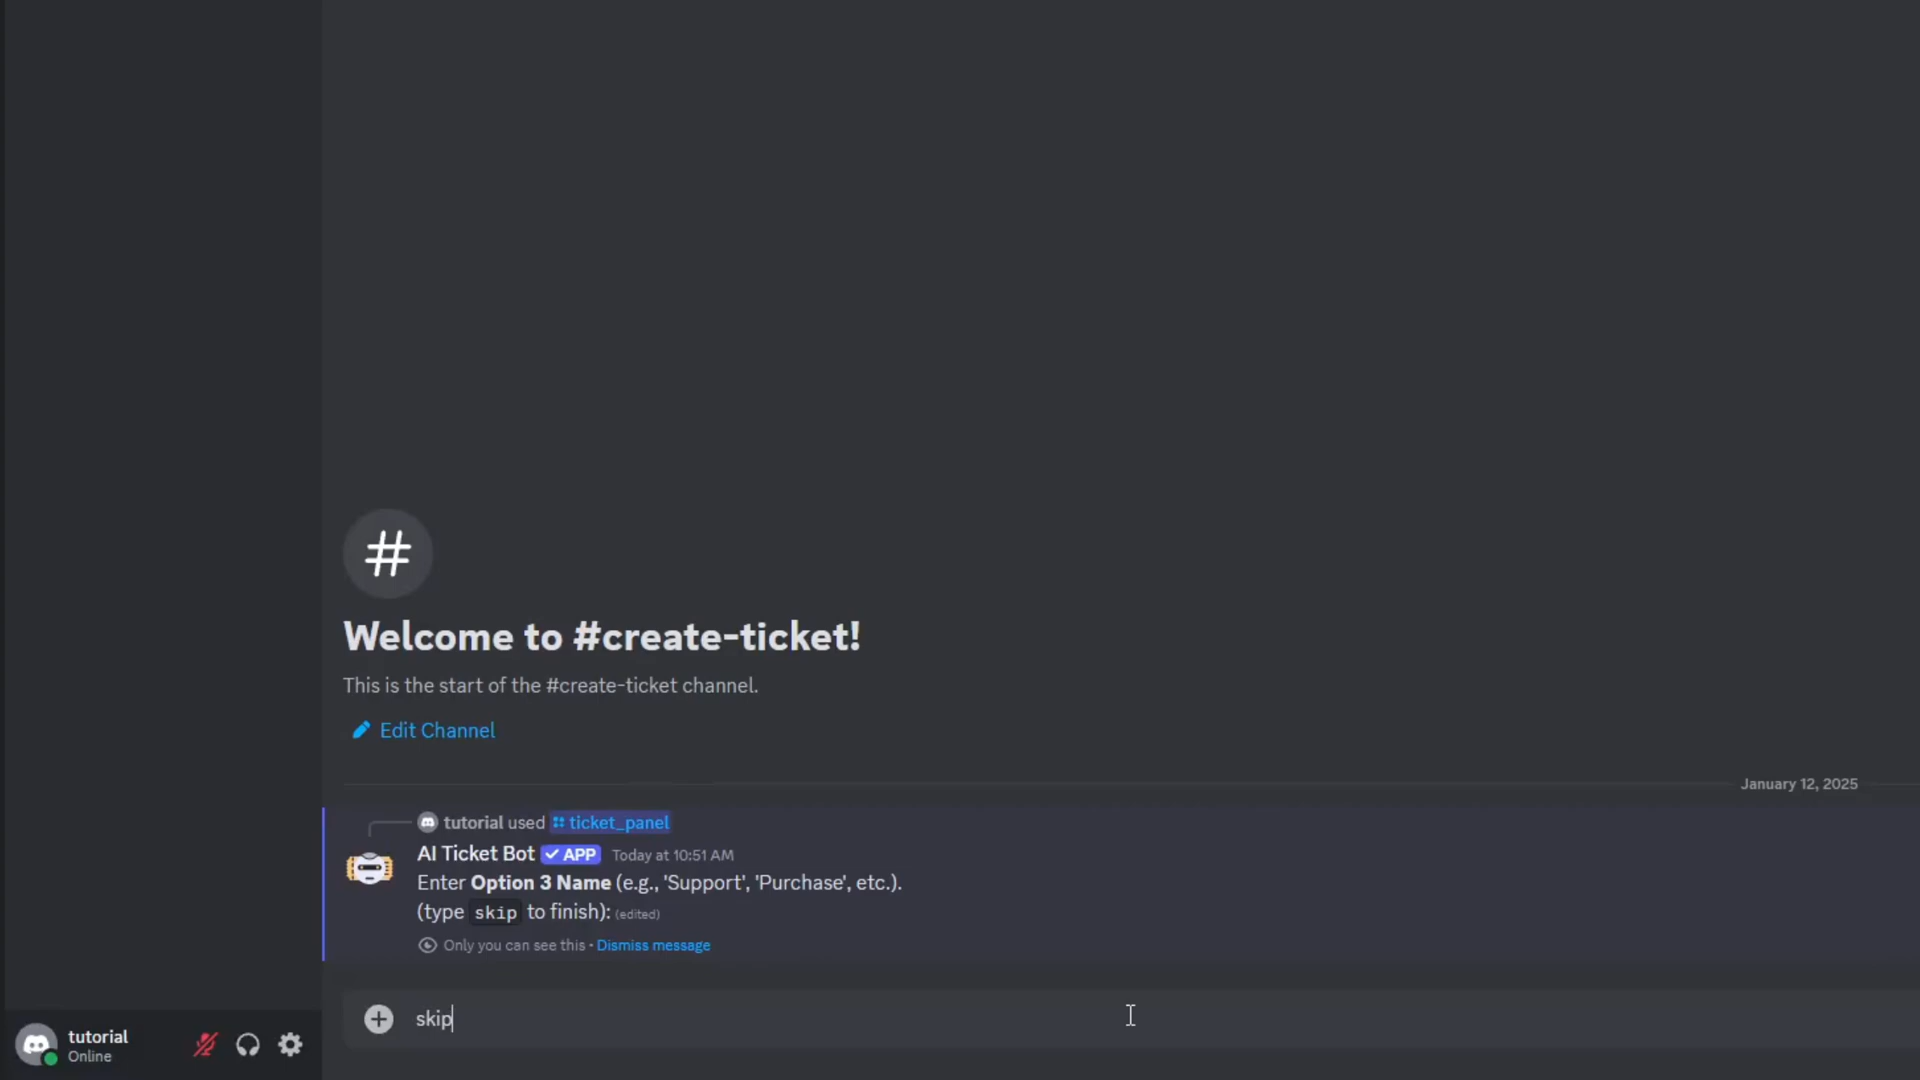 #
Welcome to #create-ticket!
This is the start of the #create-ticket channel.
Edit Channel
January 12, 2025
tutorial used ticket_panel
AI Ticket Bot APP Today at 10:51 AM
Enter Option 3 Name (e.g., 'Support', 'Purchase', etc.).
(type skip to finish): (edited)
Only you can see this • Dismiss message
skip
tutorial
Online